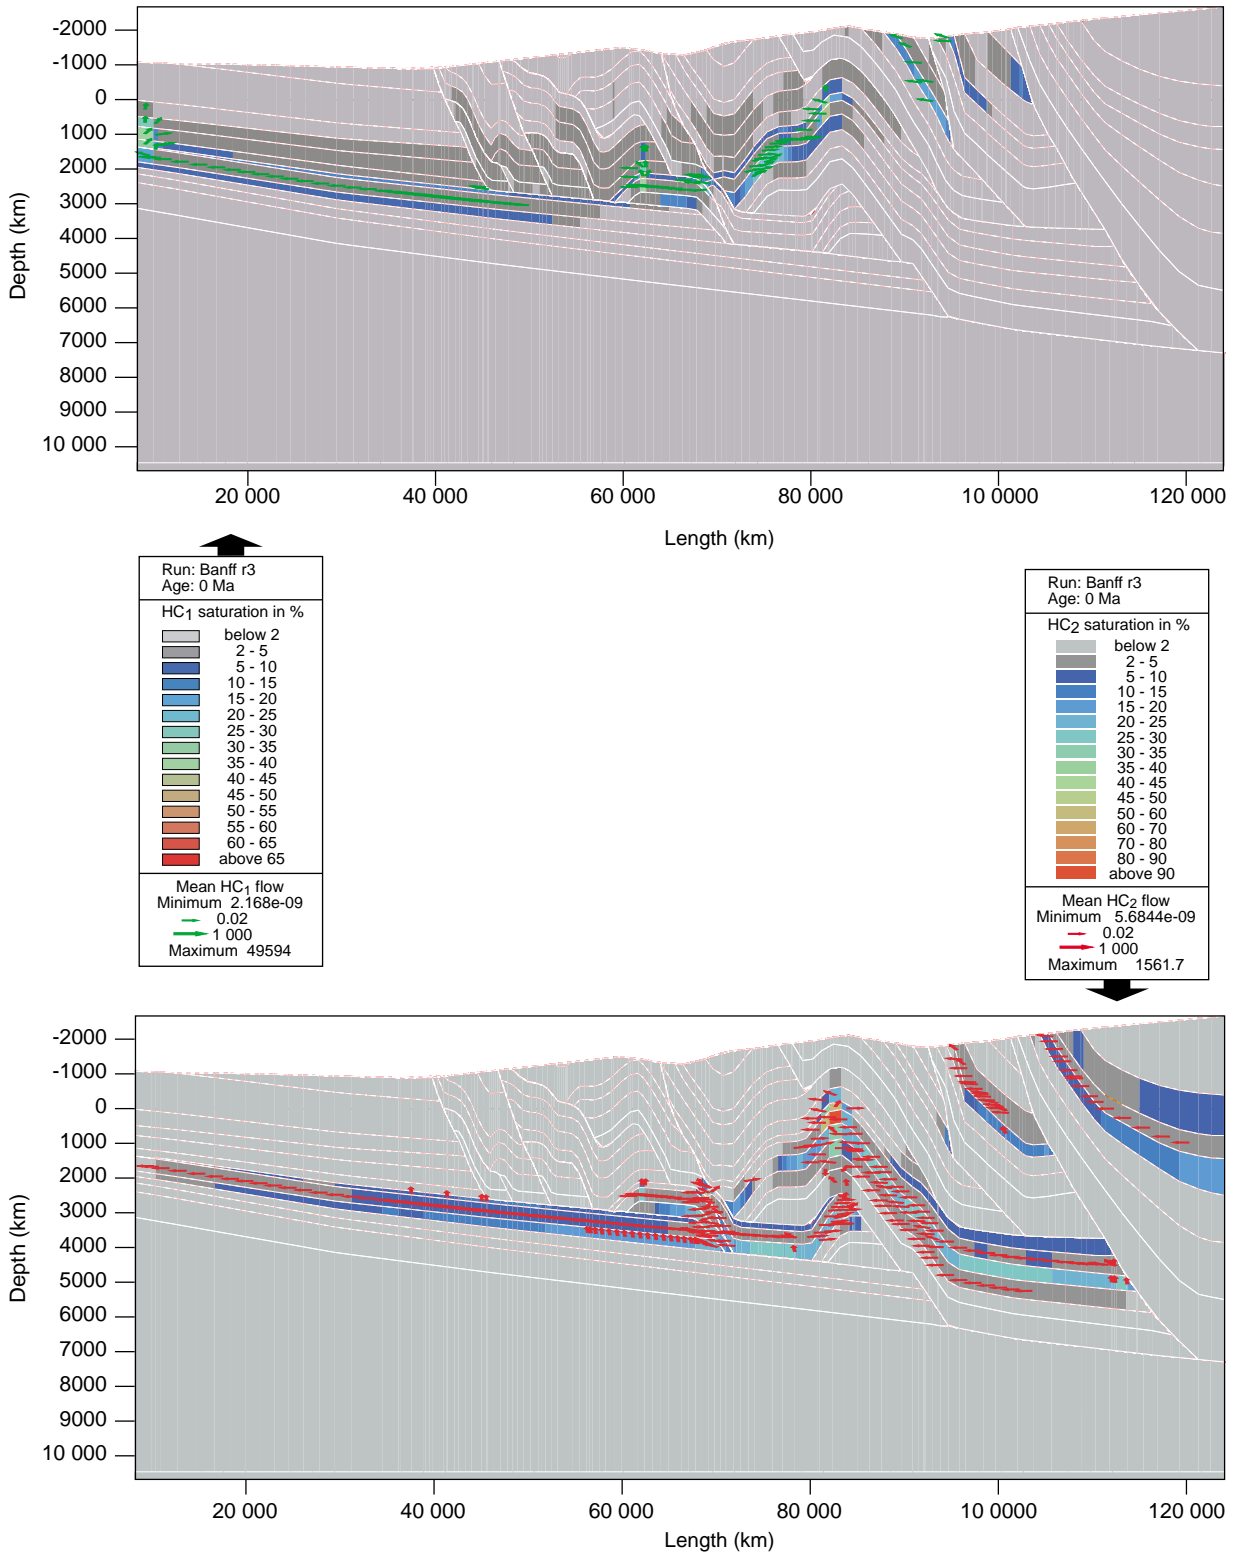 -2000
-1000
0
1000
2000
3000
4000
5000
6000
7000
8000
9000
10 000
Depth (km)
20 000
40 000
60 000
80 000
10 0000
120 000
Length (km)
Run: Banff r3
Age: 0 Ma
HC1 saturation in %
below 2
2 - 5
5 - 10
10 - 15
15 - 20
20 - 25
25 - 30
30 - 35
35 - 40
40 - 45
45 - 50
50 - 55
55 - 60
60 - 65
above 65
Mean HC1 flow
Minimum 2.168e-09
0.02
1 000
Maximum 49594
Run: Banff r3
Age: 0 Ma
HC2 saturation in %
below 2
2 - 5
5 - 10
10 - 15
15 - 20
20 - 25
25 - 30
30 - 35
35 - 40
40 - 45
45 - 50
50 - 60
60 - 70
70 - 80
80 - 90
above 90
Mean HC2 flow
Minimum 5.6844e-09
0.02
1 000
Maximum 1561.7
-2000
-1000
0
1000
2000
3000
4000
5000
6000
7000
8000
9000
10 000
Depth (km)
20 000
40 000
60 000
80 000
10 0000
120 000
Length (km)